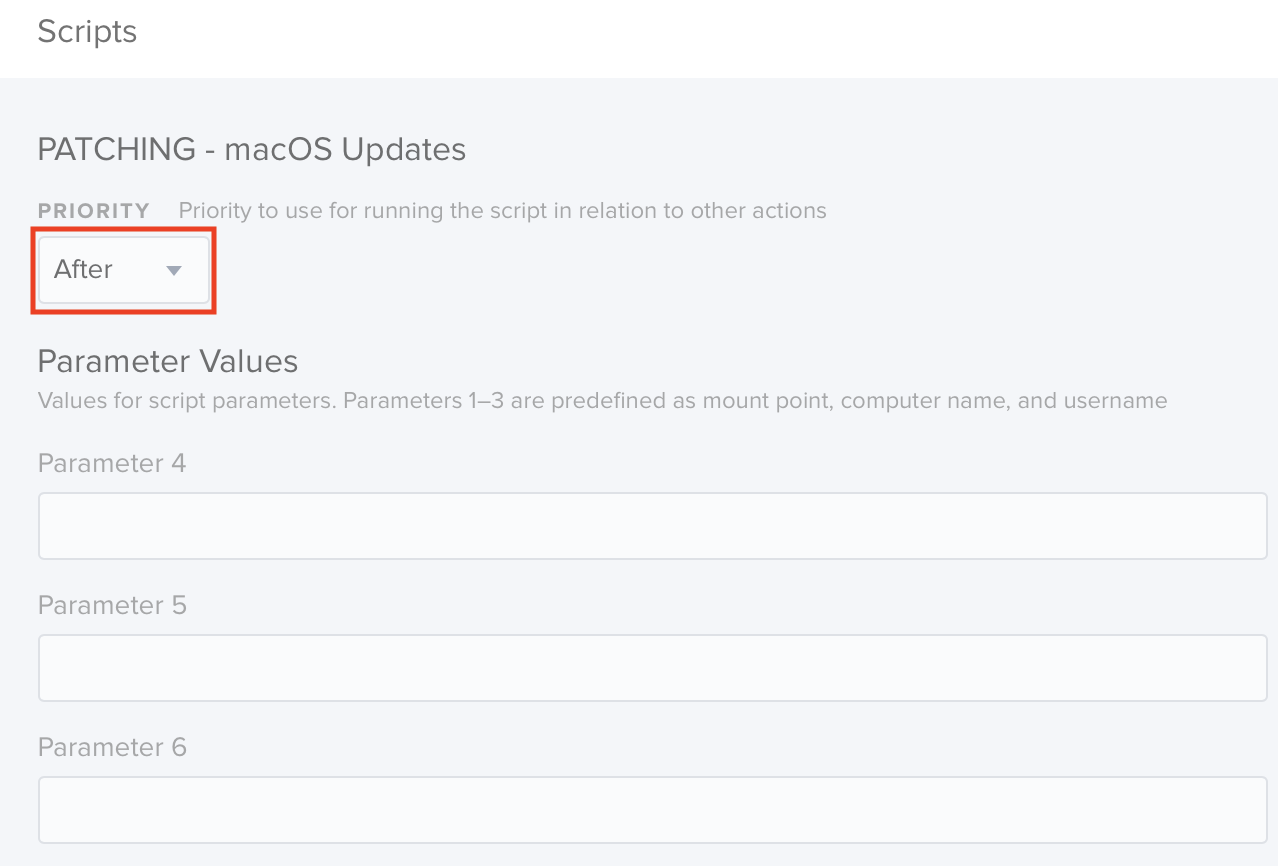 Scripts
PATCHING - macOS Updates
PRIORITY Priority to use for running the script in relation to other actions
After
Parameter Values
Values for script parameters. Parameters 1–3 are predefined as mount point, computer name, and username
Parameter 4
Parameter 5
Parameter 6